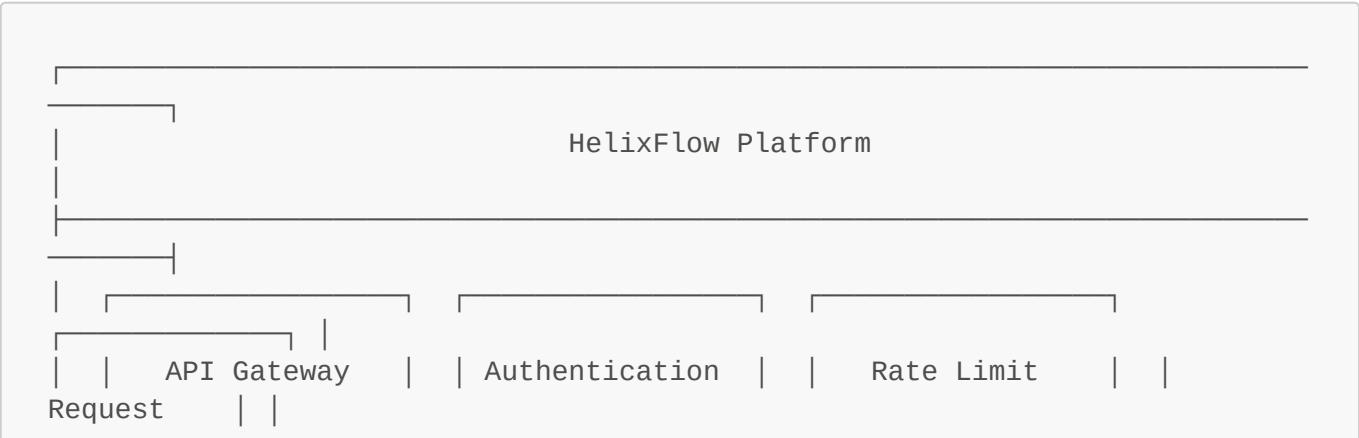 HelixFlow Platform
API Gateway Authentication Rate Limit
Request